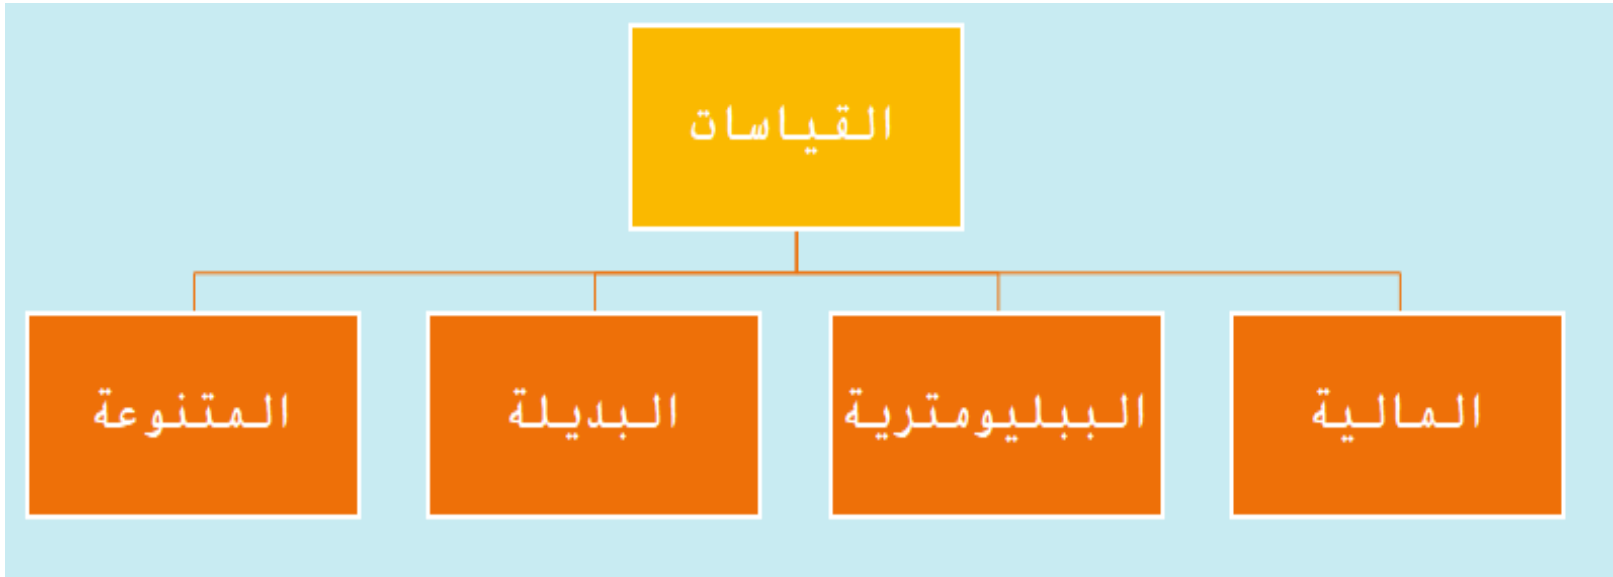 القياسات
المالية
الببليومترية
البديلة
المتنوعة